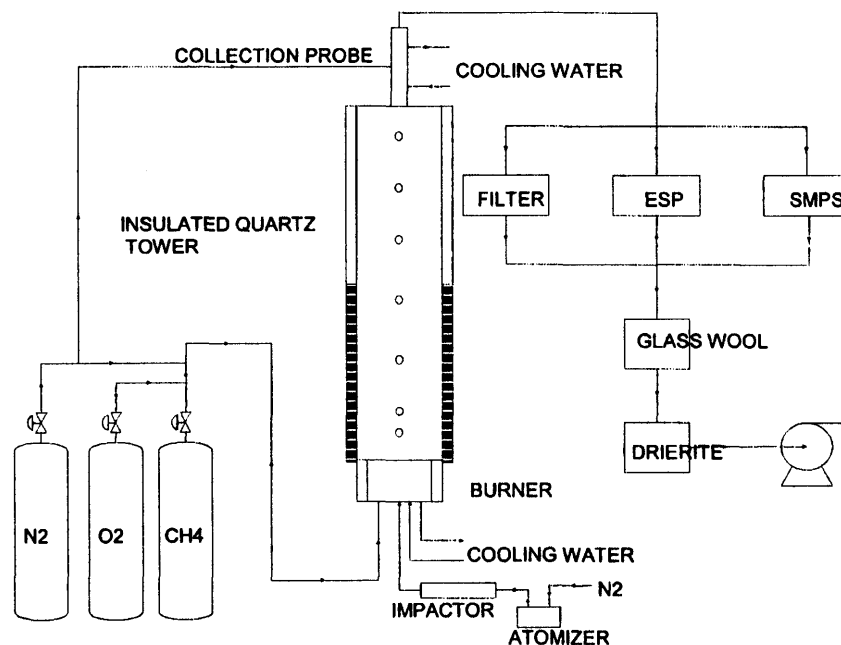 COLLECTION PROBE
COOLING WATER
FILTER
ESP
SMPS
INSULATED QUARTZ
TOWER
GLASS WOOL
DRIERITE
BURNER
N2
O2
CH4
COOLING WATER
N2
IMPACTOR
ATOMIZER